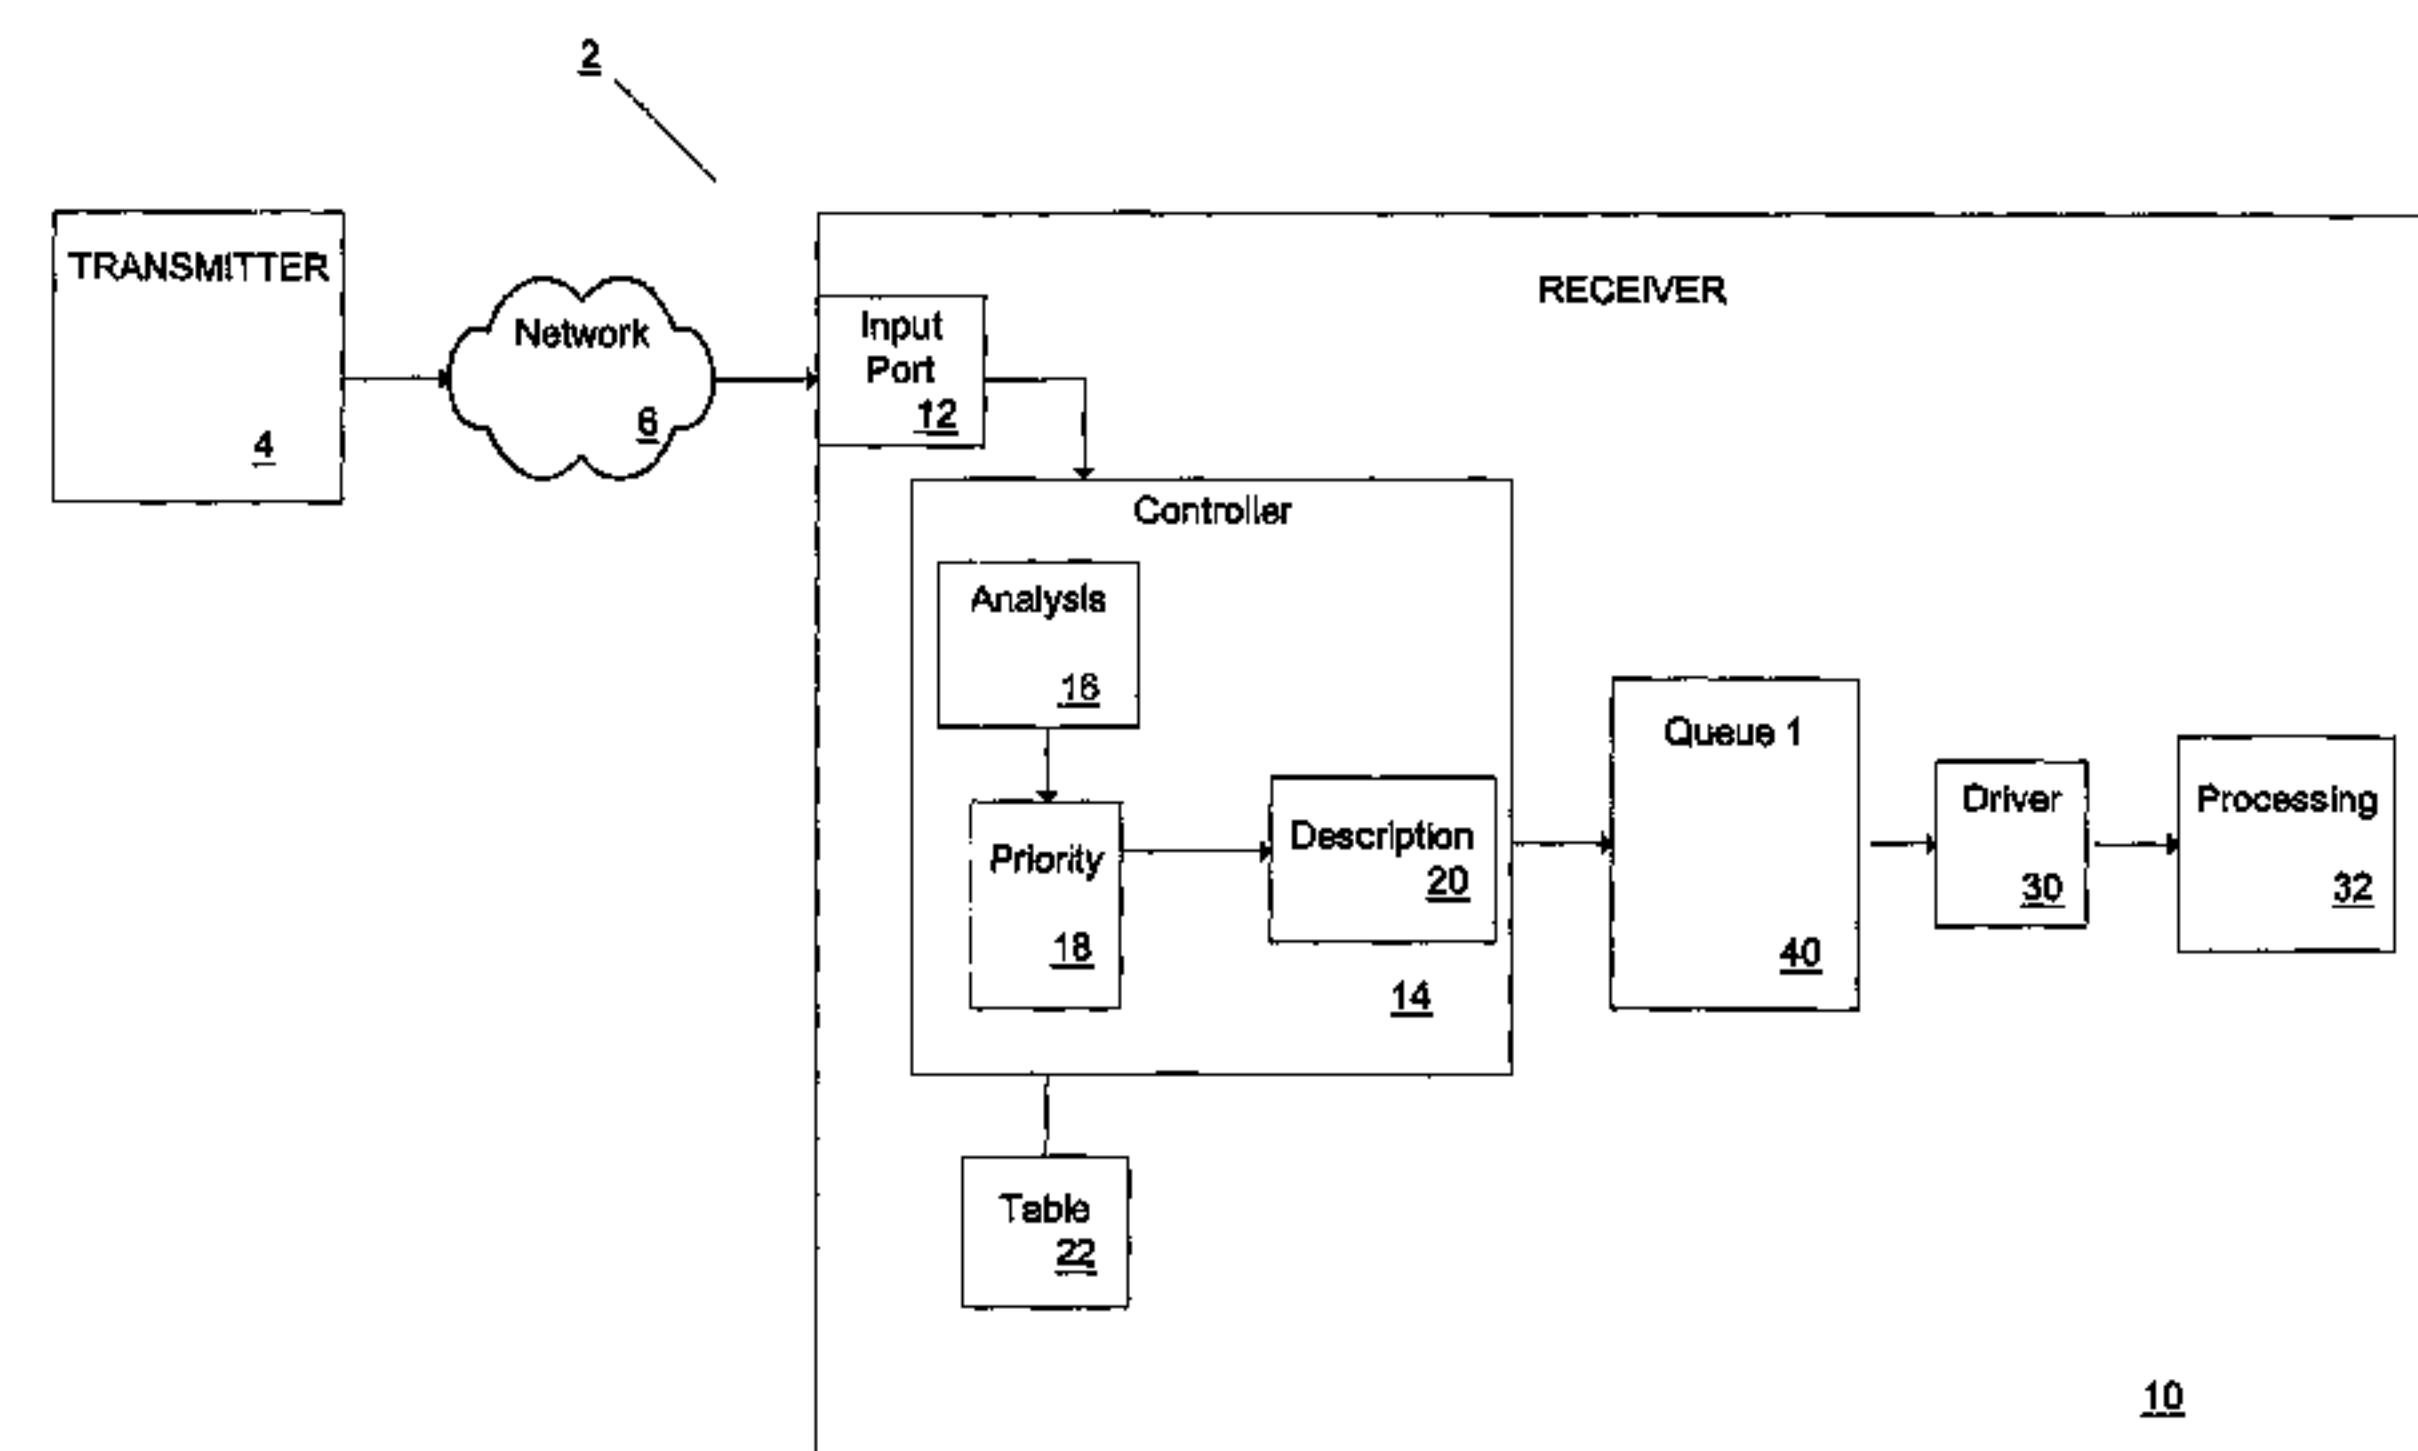 2
TRANSMITTER
4
Network
6
RECEIVER
Input
Port
12
Controller
Analysis
16
Priority
18
Description
20
14
Queue 1
40
Driver
30
Processing
32
Table
22
10